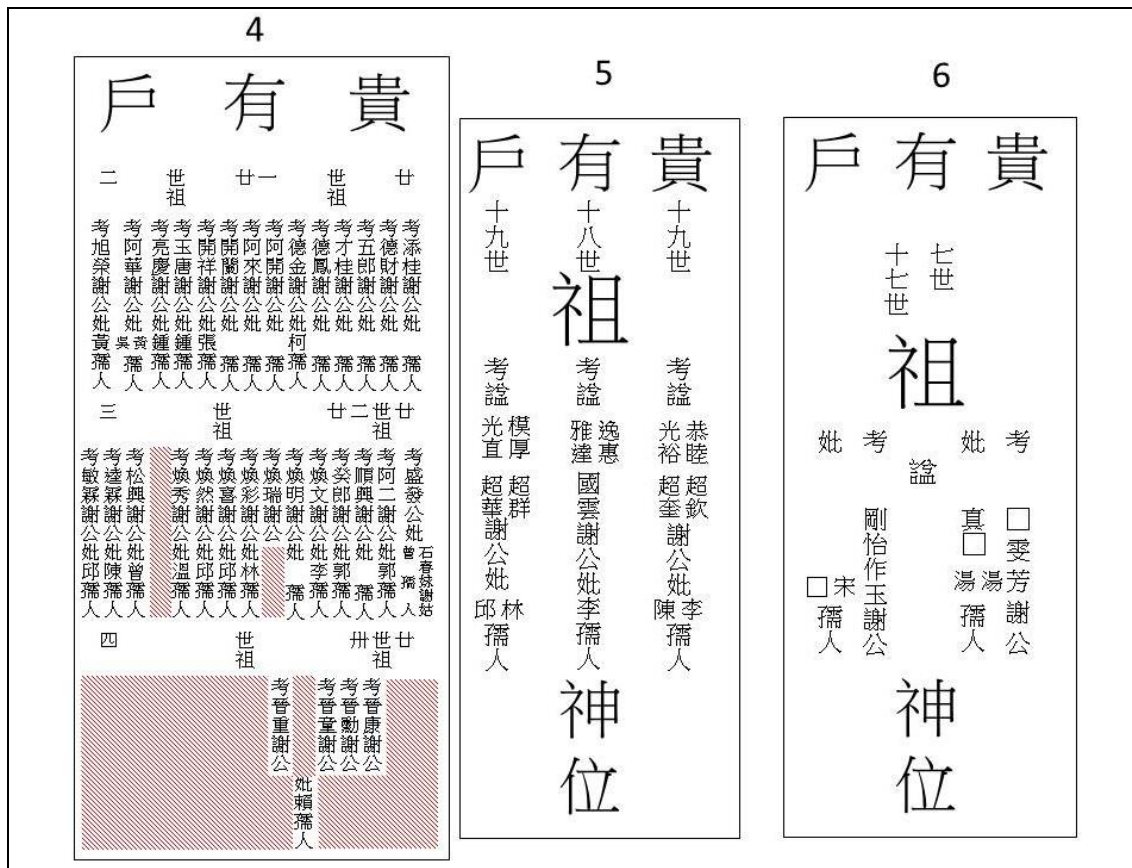 4
貴有戶
廿 世祖 一廿 世祖 二
考添桂謝公妣 孺人
考德財謝公妣 孺人
考五郎謝公妣 孺人
考才桂謝公妣 孺人
考德鳳謝公妣 孺人
考德金謝公妣柯孺人
考阿開謝公妣 孺人
考阿來謝公妣 孺人
考開蘭謝公妣 孺人
考開祥謝公妣張孺人
考玉唐謝公妣鍾孺人
考亮慶謝公妣鍾孺人
考阿華謝公妣 黃吳 孺人
考旭榮謝公妣黃孺人
廿世二廿 世祖 三
考盛發公妣 石春妹謝姑 曾孺人
考阿二謝公妣郭孺人
考順興謝公妣 孺人
考癸郎謝公妣郭孺人
考煥文謝公妣李孺人
考煥明謝公妣 孺人
考煥瑞謝公
考煥彩謝公妣林孺人
考煥喜謝公妣邱孺人
考煥然謝公妣邱孺人
考煥秀謝公妣溫孺人
考松興謝公妣曾孺人
考逵霖謝公妣陳孺人
考敏霖謝公妣邱孺人
廿世卅 世祖 四
考晉康謝公
考晉勳謝公
考晉童謝公
妣賴孺人
考晉重謝公
5
貴有戶
十九世
考諡 恭睦 光裕 超欽 超奎 謝公妣 李 陳 孺人
十八世
祖
考諡 逸惠 雅達 國雲謝公妣李孺人
神位
十九世
考諡 模厚 光直 超群 超華 謝公妣 林 邱 孺人
6
貴有戶
七世
十七世
祖
諡
考 □雯芳謝公
妣 真□ 湯 湯 孺人
考 剛怡作玉謝公
妣 宋 □ 孺人
神位